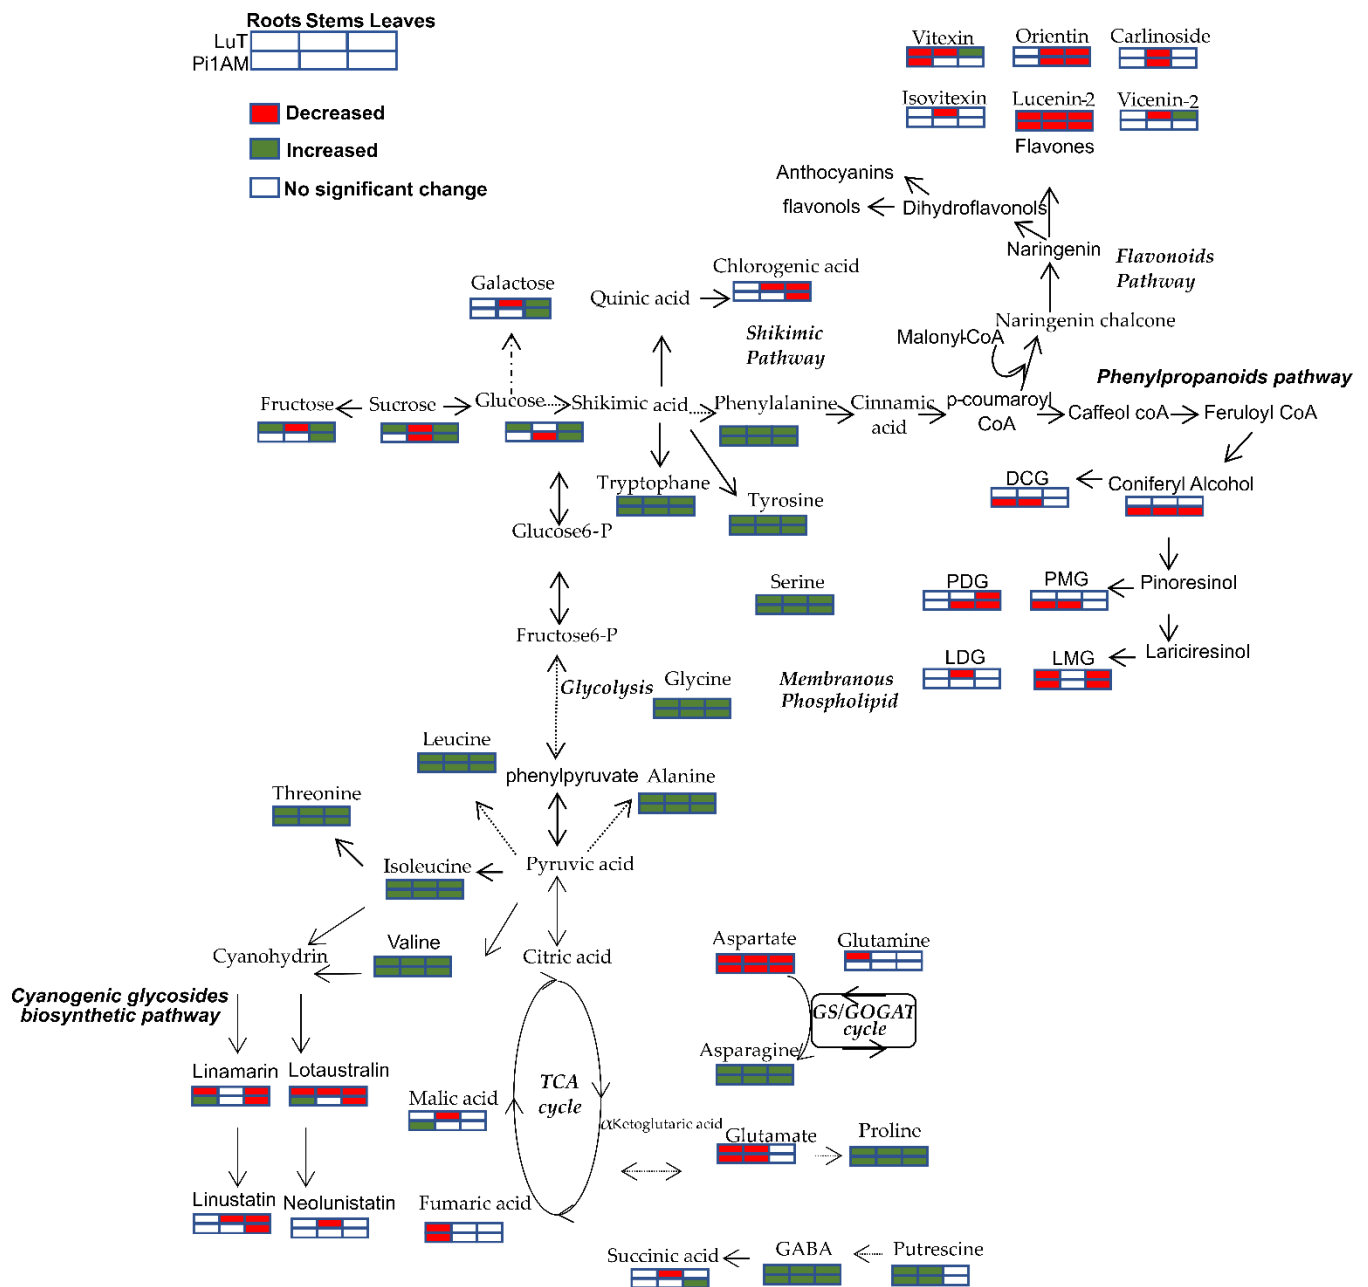 Roots Stems Leaves
LuT
Pi1AM
Decreased
Increased
No significant change
Vitexin
Orientin
Carlinoside
Isovitexin
Lucenin-2
Vicenin-2
Flavones
Anthocyanins
flavonols
Dihydroflavonols
Naringenin
Flavonoids
Pathway
Galactose
Quinic acid
Chlorogenic acid
Naringenin chalcone
Malonyl-CoA
Shikimic
Pathway
Phenylpropanoids pathway
Fructose
Sucrose
Glucose
Shikimic acid
Phenylalanine
Cinnamic
acid
p-coumaroyl
CoA
Caffeol coA
Feruloyl CoA
Tryptophane
Tyrosine
DCG
Coniferyl Alcohol
Glucose6-P
Serine
PDG
PMG
Pinoresinol
Fructose6-P
LDG
LMG
Lariciresinol
Glycolysis
Glycine
Membranous
Phospholipid
Leucine
phenylpyruvate
Alanine
Threonine
Isoleucine
Pyruvic acid
Cyanohydrin
Valine
Citric acid
Aspartate
Glutamine
Cyanogenic glycosides
biosynthetic pathway
GS/GOGAT
cycle
Asparagine
Linamarin
Lotaustralin
Malic acid
TCA
cycle
αKetoglutaric acid
Glutamate
Proline
Linustatin
Neolunistatin
Fumaric acid
Succinic acid
GABA
Putrescine